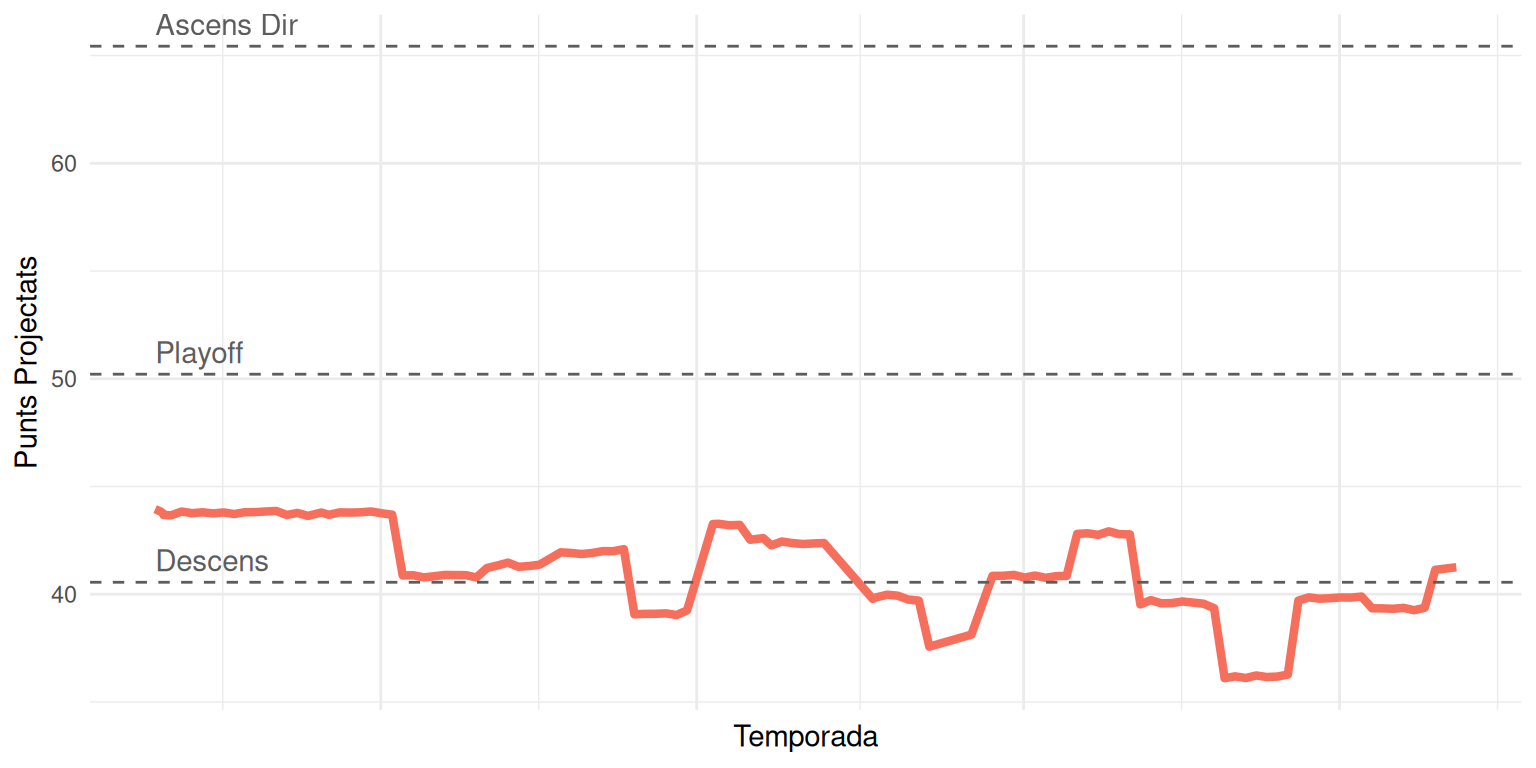 Ascens Dir
60
Playoff
50
Descens
40
Punts Projectats
Temporada